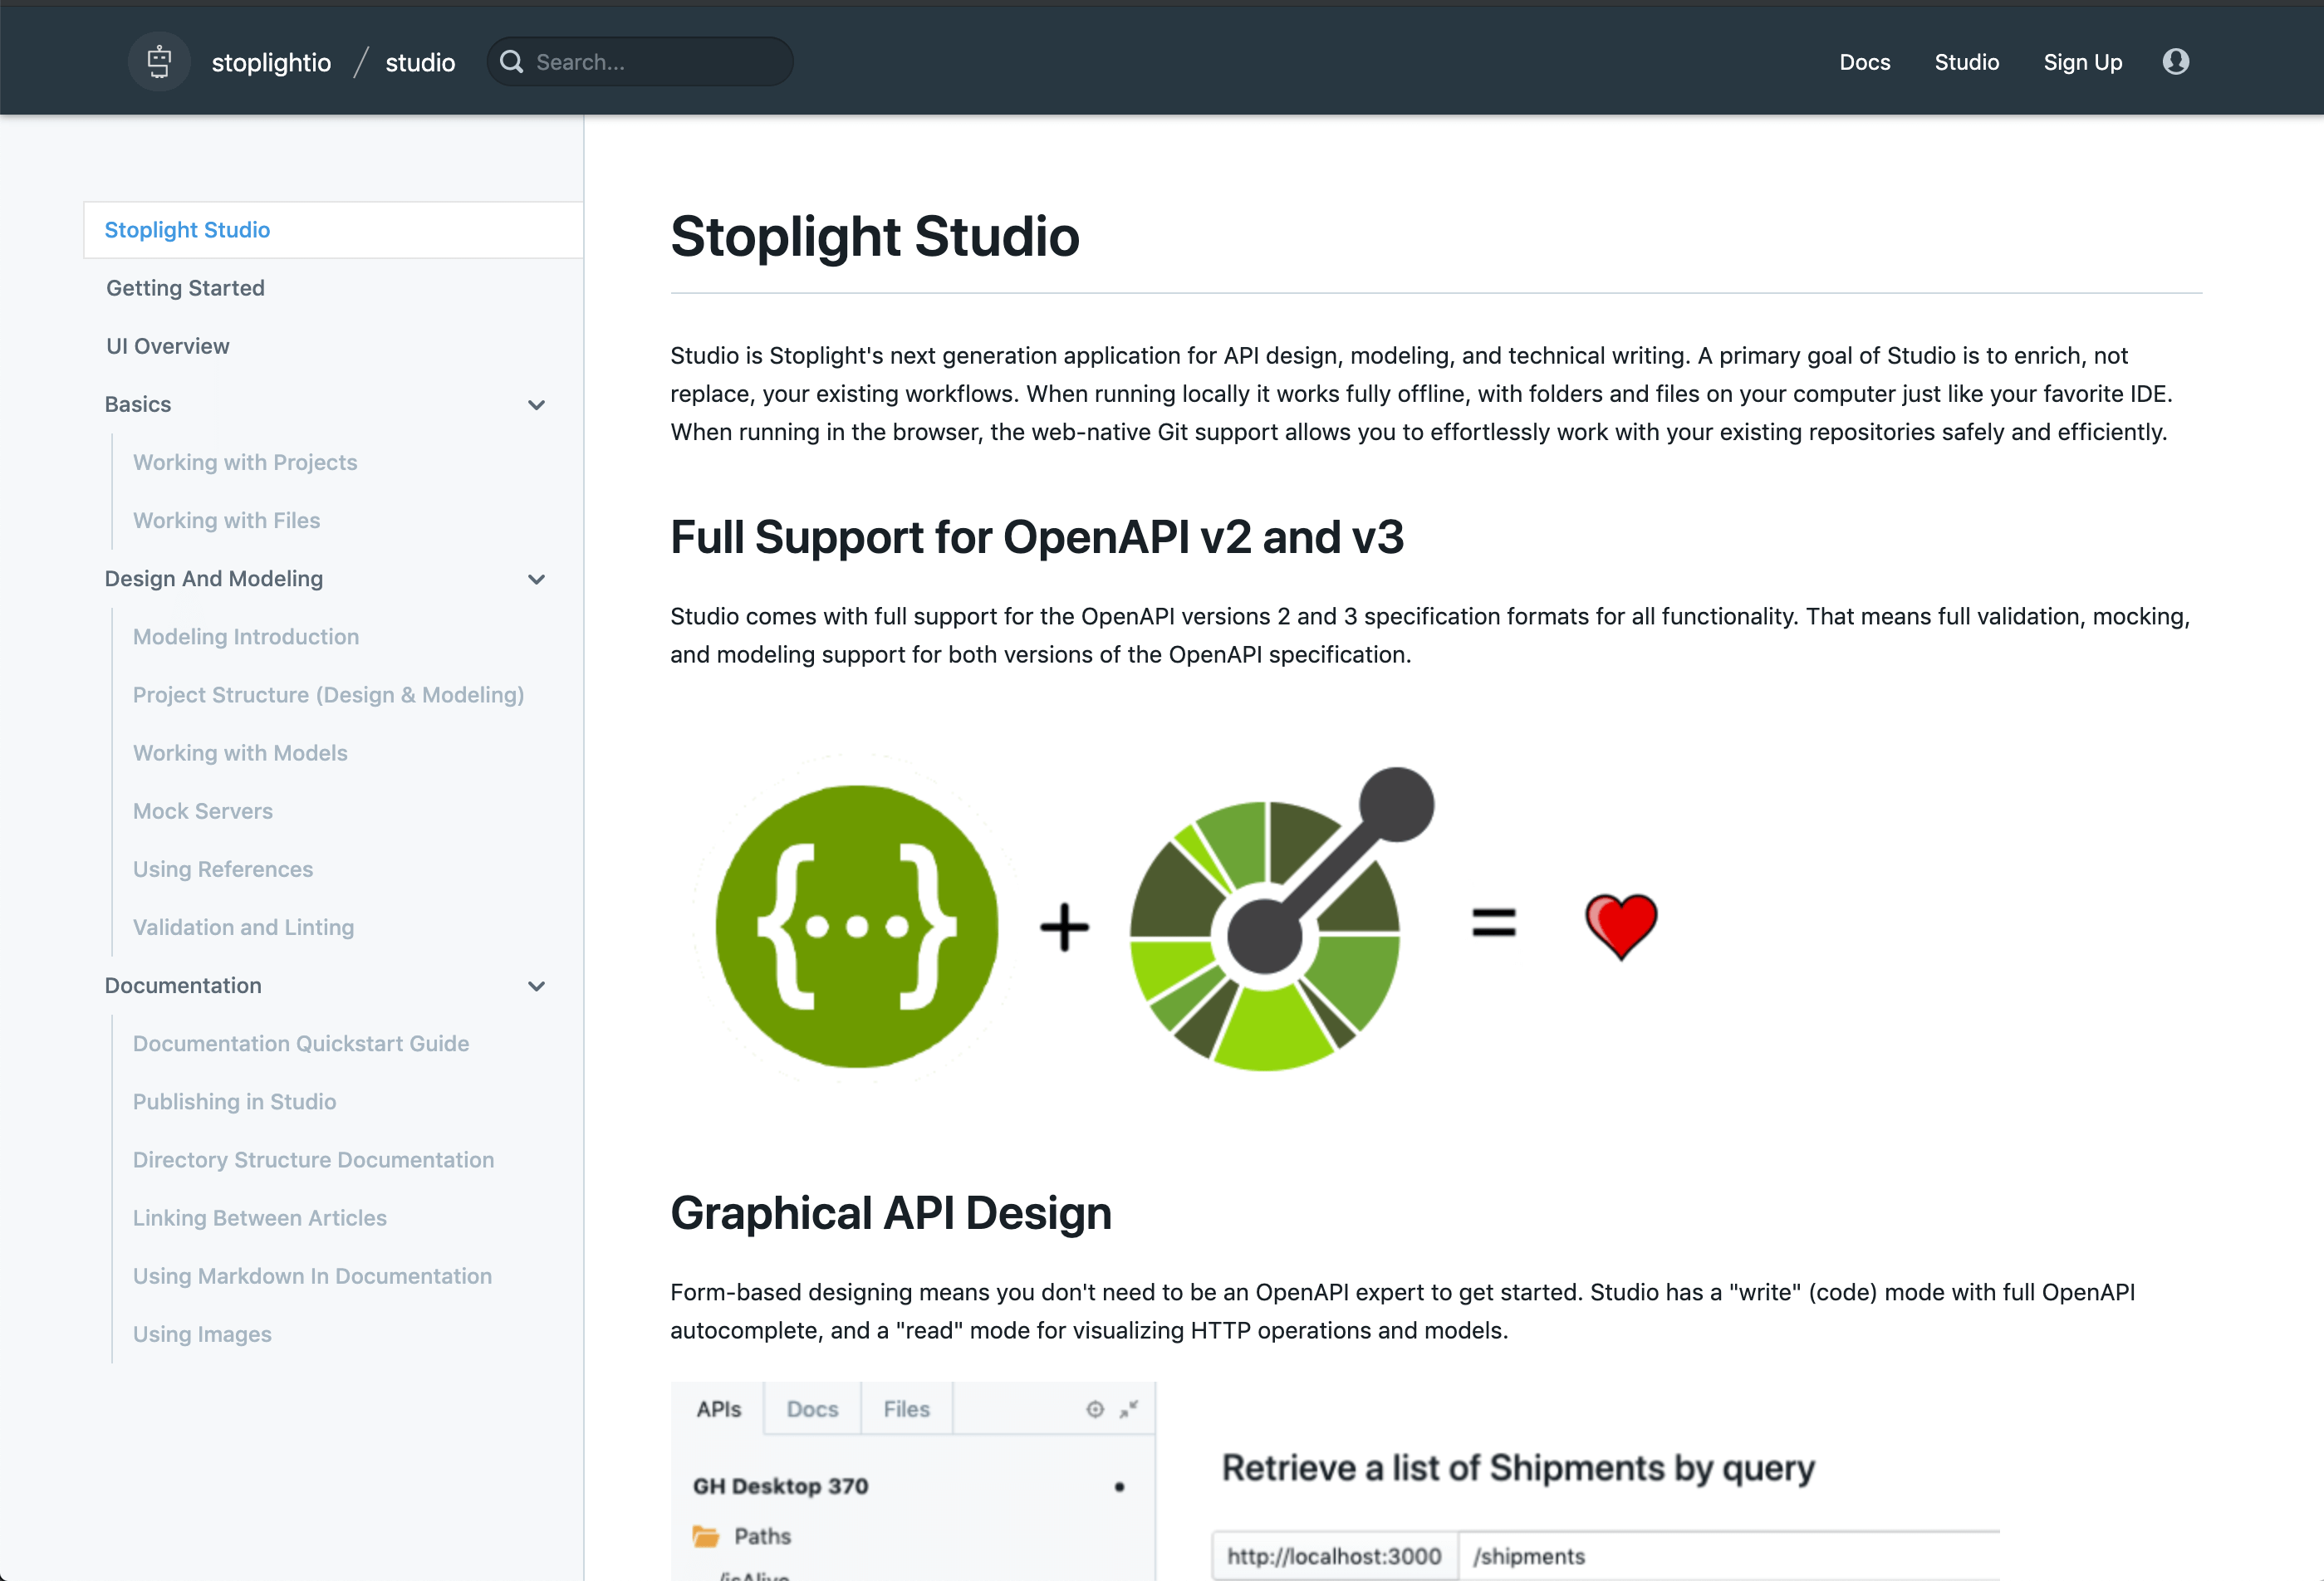 stoplightio / studio
Search...
Docs
Studio
Sign Up
Stoplight Studio
Getting Started
UI Overview
Basics
Working with Projects
Working with Files
Design And Modeling
Modeling Introduction
Project Structure (Design & Modeling)
Working with Models
Mock Servers
Using References
Validation and Linting
Documentation
Documentation Quickstart Guide
Publishing in Studio
Directory Structure Documentation
Linking Between Articles
Using Markdown In Documentation
Using Images
Stoplight Studio
Studio is Stoplight's next generation application for API design, modeling, and technical writing. A primary goal of Studio is to enrich, not
replace, your existing workflows. When running locally it works fully offline, with folders and files on your computer just like your favorite IDE.
When running in the browser, the web-native Git support allows you to effortlessly work with your existing repositories safely and efficiently.
Full Support for OpenAPI v2 and v3
Studio comes with full support for the OpenAPI versions 2 and 3 specification formats for all functionality. That means full validation, mocking,
and modeling support for both versions of the OpenAPI specification.
{...} + =
Graphical API Design
Form-based designing means you don't need to be an OpenAPI expert to get started. Studio has a "write" (code) mode with full OpenAPI
autocomplete, and a "read" mode for visualizing HTTP operations and models.
APIs
Docs
Files
GH Desktop 370
Paths
/isAlive
Retrieve a list of Shipments by query
http://localhost:3000
/shipments